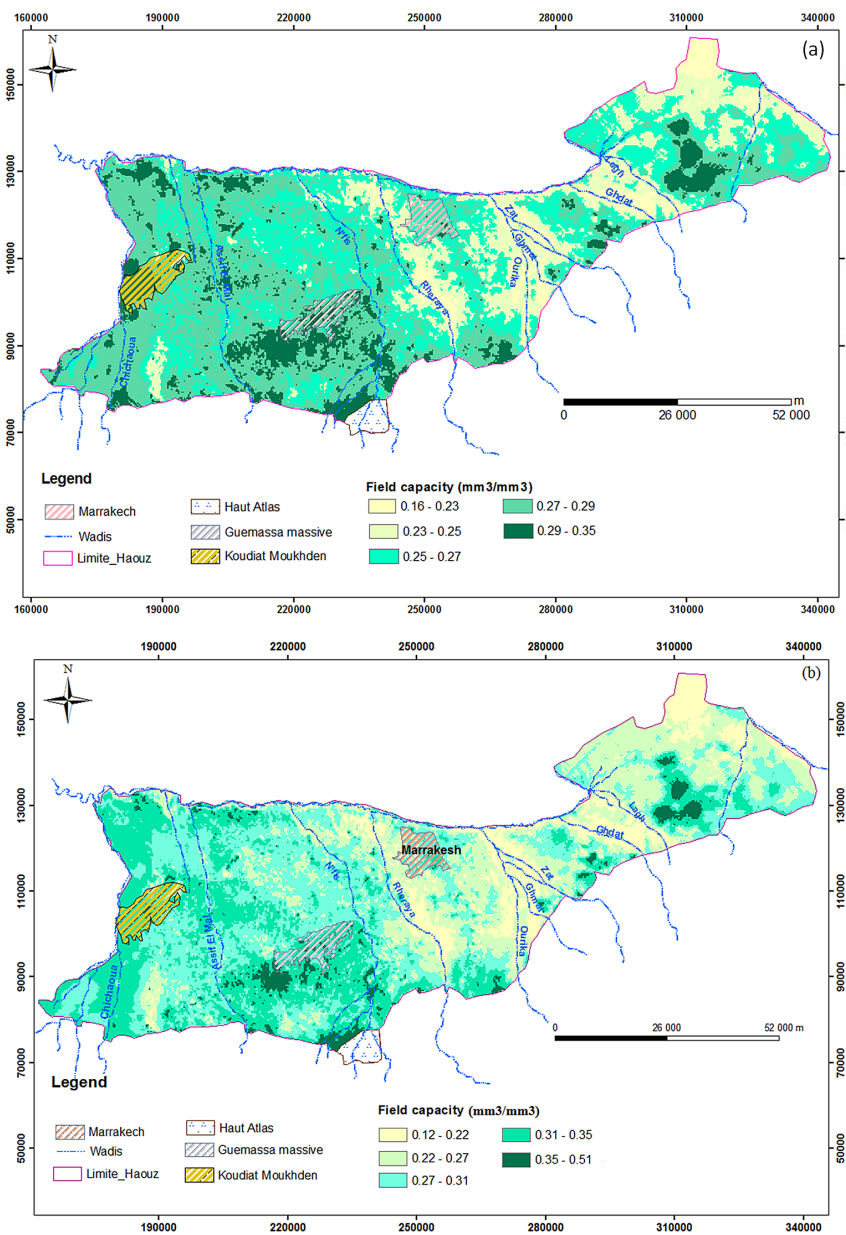 160000 190000 220000 250000 280000 310000 340000
N
(a)
150000
130000
110000
90000
70000
50000
Lagh
Ghdat
Zat
Ghmat
Ourika
N'fis
Rheraya
Assif El Mal
Chichaoua
m
0 26 000 52 000
Legend
Marrakech
Wadis
Limite_Haouz
Haut Atlas
Guemassa massive
Koudiat Moukhden
Field capacity (mm3/mm3)
0.16 - 0.23
0.23 - 0.25
0.25 - 0.27
0.27 - 0.29
0.29 - 0.35
160000 190000 220000 250000 280000 310000 340000
190000 220000 250000 280000 310000 340000
N
(b)
150000
130000
110000
90000
70000
50000
Lagh
Ghdat
Marrakesh
Zat
Ghmat
Ourika
N'fis
Rheraya
Assif El Mal
Chichaoua
0 26 000 52 000 m
Legend
Marrakech
Wadis
Limite_Haouz
Haut Atlas
Guemassa massive
Koudiat Moukhden
Field capacity (mm3/mm3)
0.12 - 0.22
0.22 - 0.27
0.27 - 0.31
0.31 - 0.35
0.35 - 0.51
190000 220000 250000 280000 310000 340000